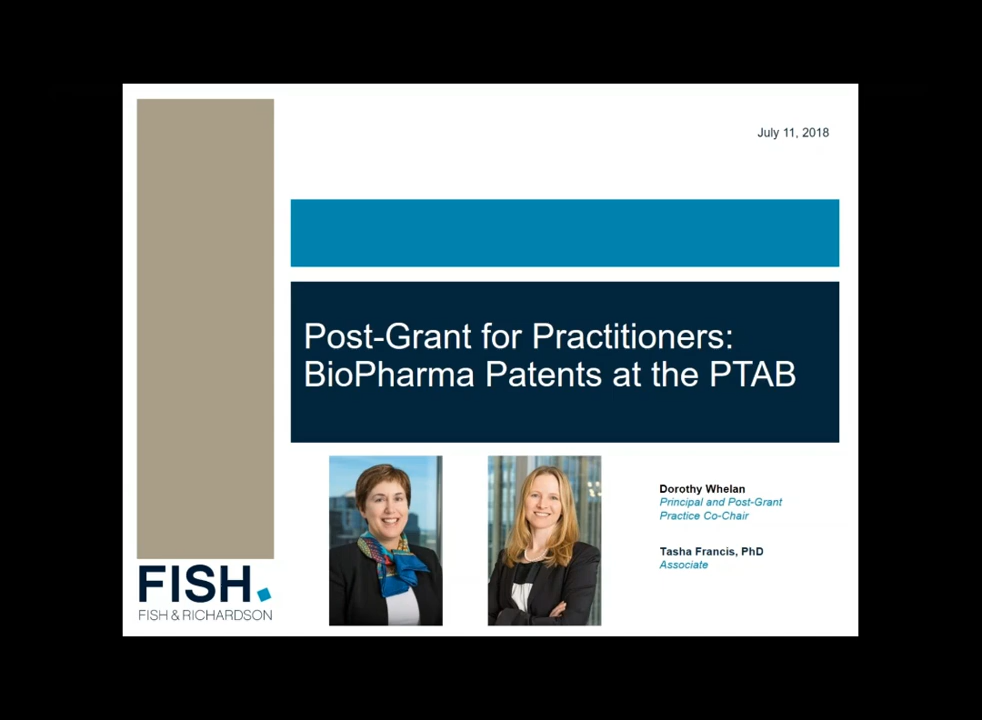 July 11, 2018
Post-Grant for Practitioners:
BioPharma Patents at the PTAB
Dorothy Whelan
Principal and Post-Grant
Practice Co-Chair
Tasha Francis, PhD
Associate
FISH.
FISH & RICHARDSON